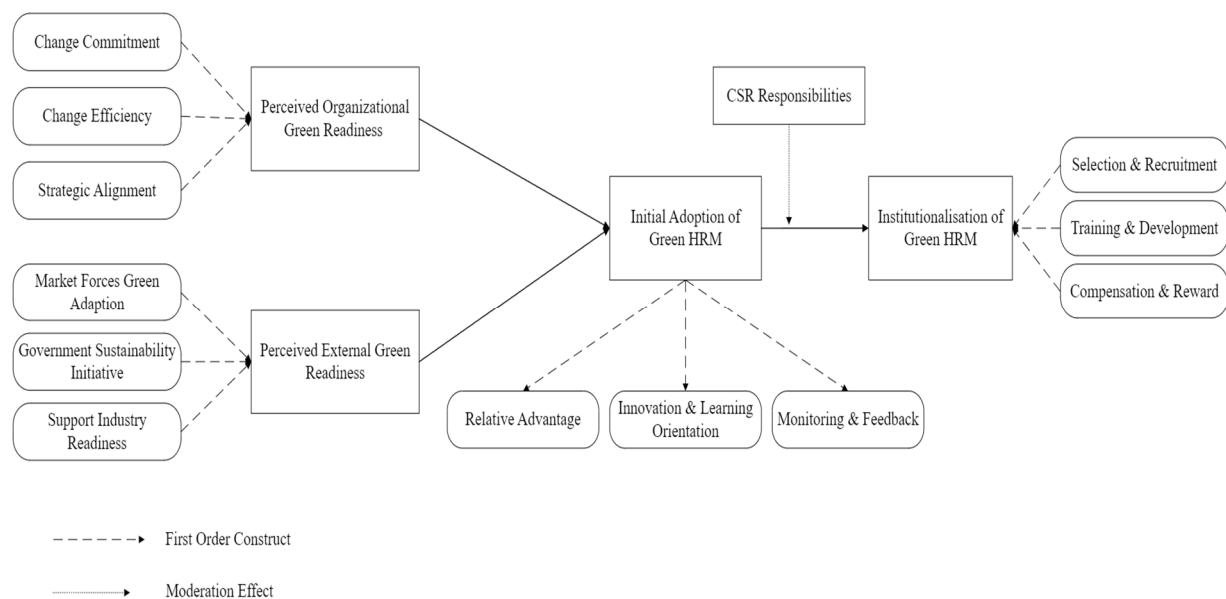 Change Commitment
Change Efficiency
Strategic Alignment
Perceived Organizational
Green Readiness
Market Forces Green
Adaption
Government Sustainability
Initiative
Support Industry
Readiness
Perceived External Green
Readiness
Initial Adoption of
Green HRM
Relative Advantage
Innovation & Learning
Orientation
Monitoring & Feedback
CSR Responsibilities
Institutionalisation of
Green HRM
Selection & Recruitment
Training & Development
Compensation & Reward
First Order Construct
Moderation Effect